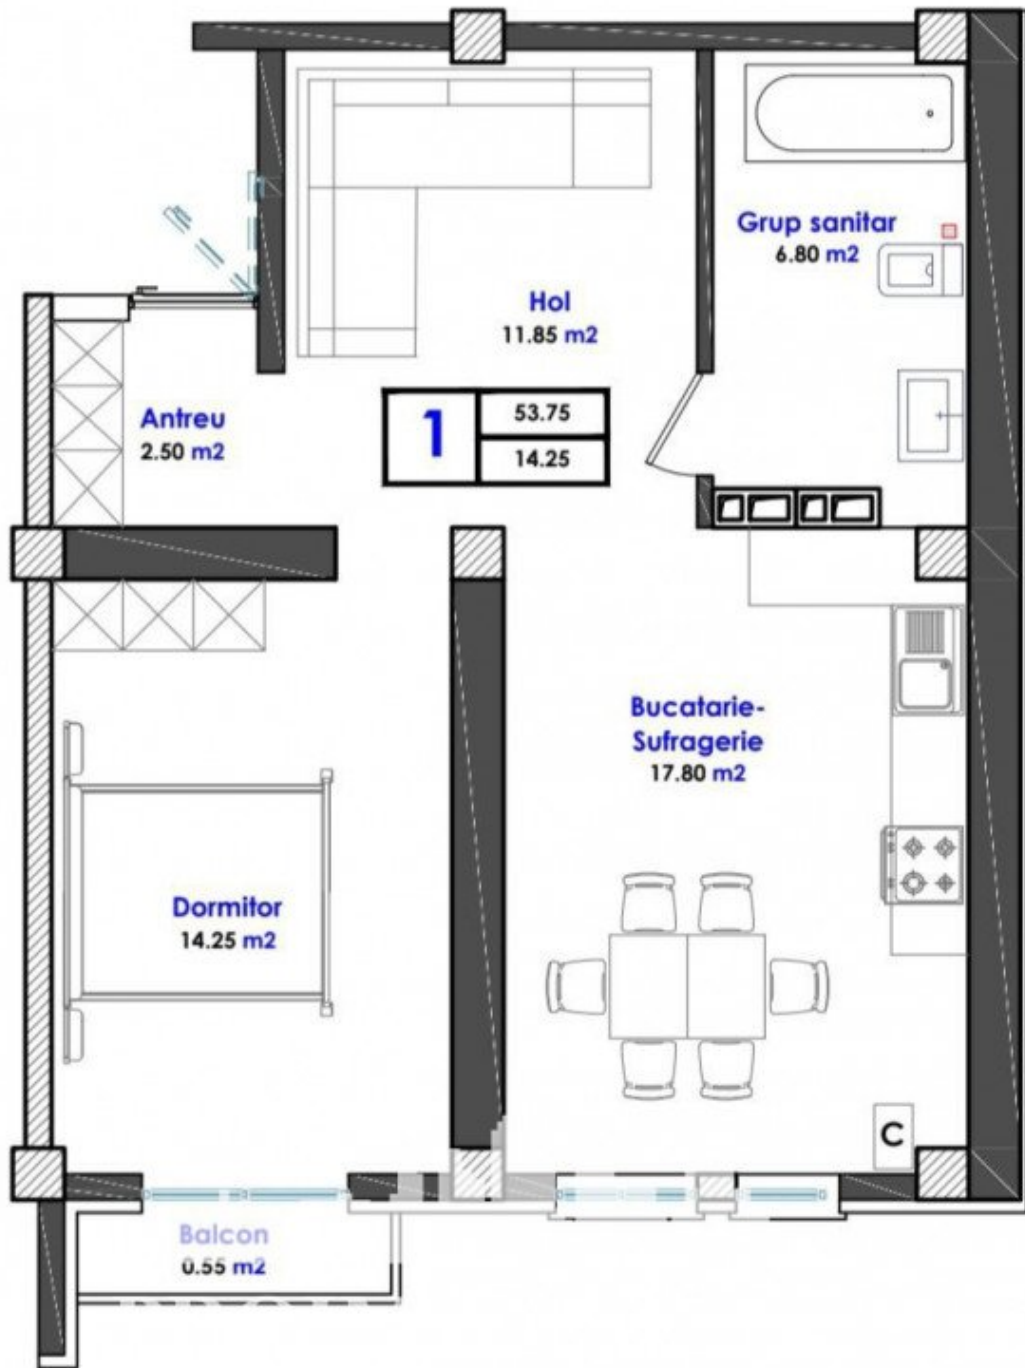 Grup sanitar
6.80 m2
Hol
11.85 m2
Antreu
2.50 m2
1
53.75
14.25
Bucatarie-
Sufragerie
17.80 m2
Dormitor
14.25 m2
C
Balcon
0.55 m2